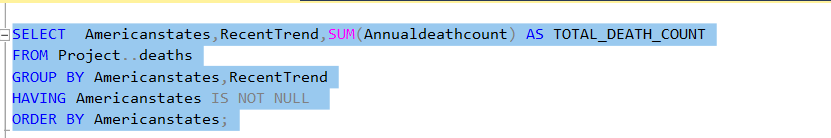 SELECT  Americanstates,RecentTrend,SUM(Annualdeathcount) AS TOTAL_DEATH_COUNT
FROM Project..deaths
GROUP BY Americanstates,RecentTrend
HAVING Americanstates IS NOT NULL
ORDER BY Americanstates;